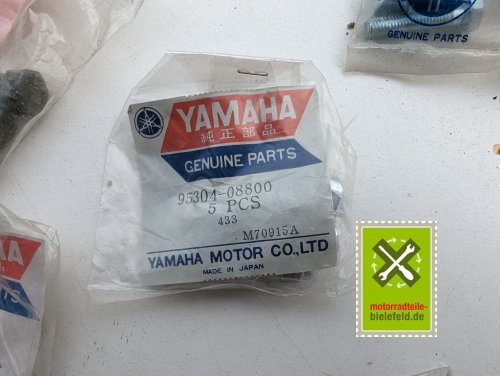 GENUINE PARTS
YAMAHA
純正部品
GENUINE PARTS
95304-08800
5 PCS
433
M70915A
YAMAHA MOTOR CO.,LTD
MADE IN JAPAN
motorradteile-
bielefeld.de